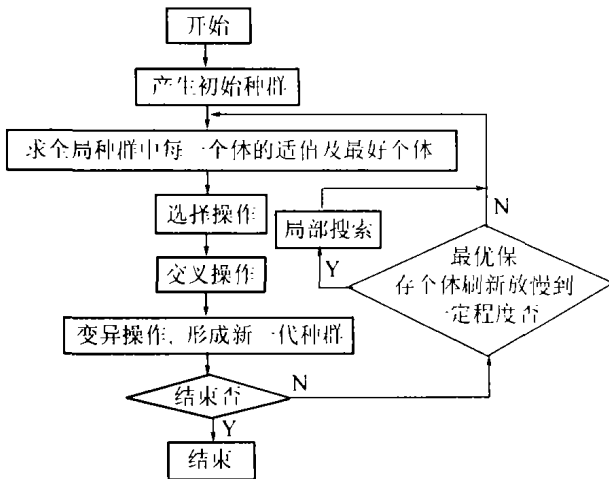 开始
产生初始种群
求全局种群中每一个体的适值及最好个体
选择操作
局部搜索
N
交叉操作
Y
最优保
存个体刷新放慢到
一定程度否
变异操作, 形成新一代种群
结束否
N
Y
结束